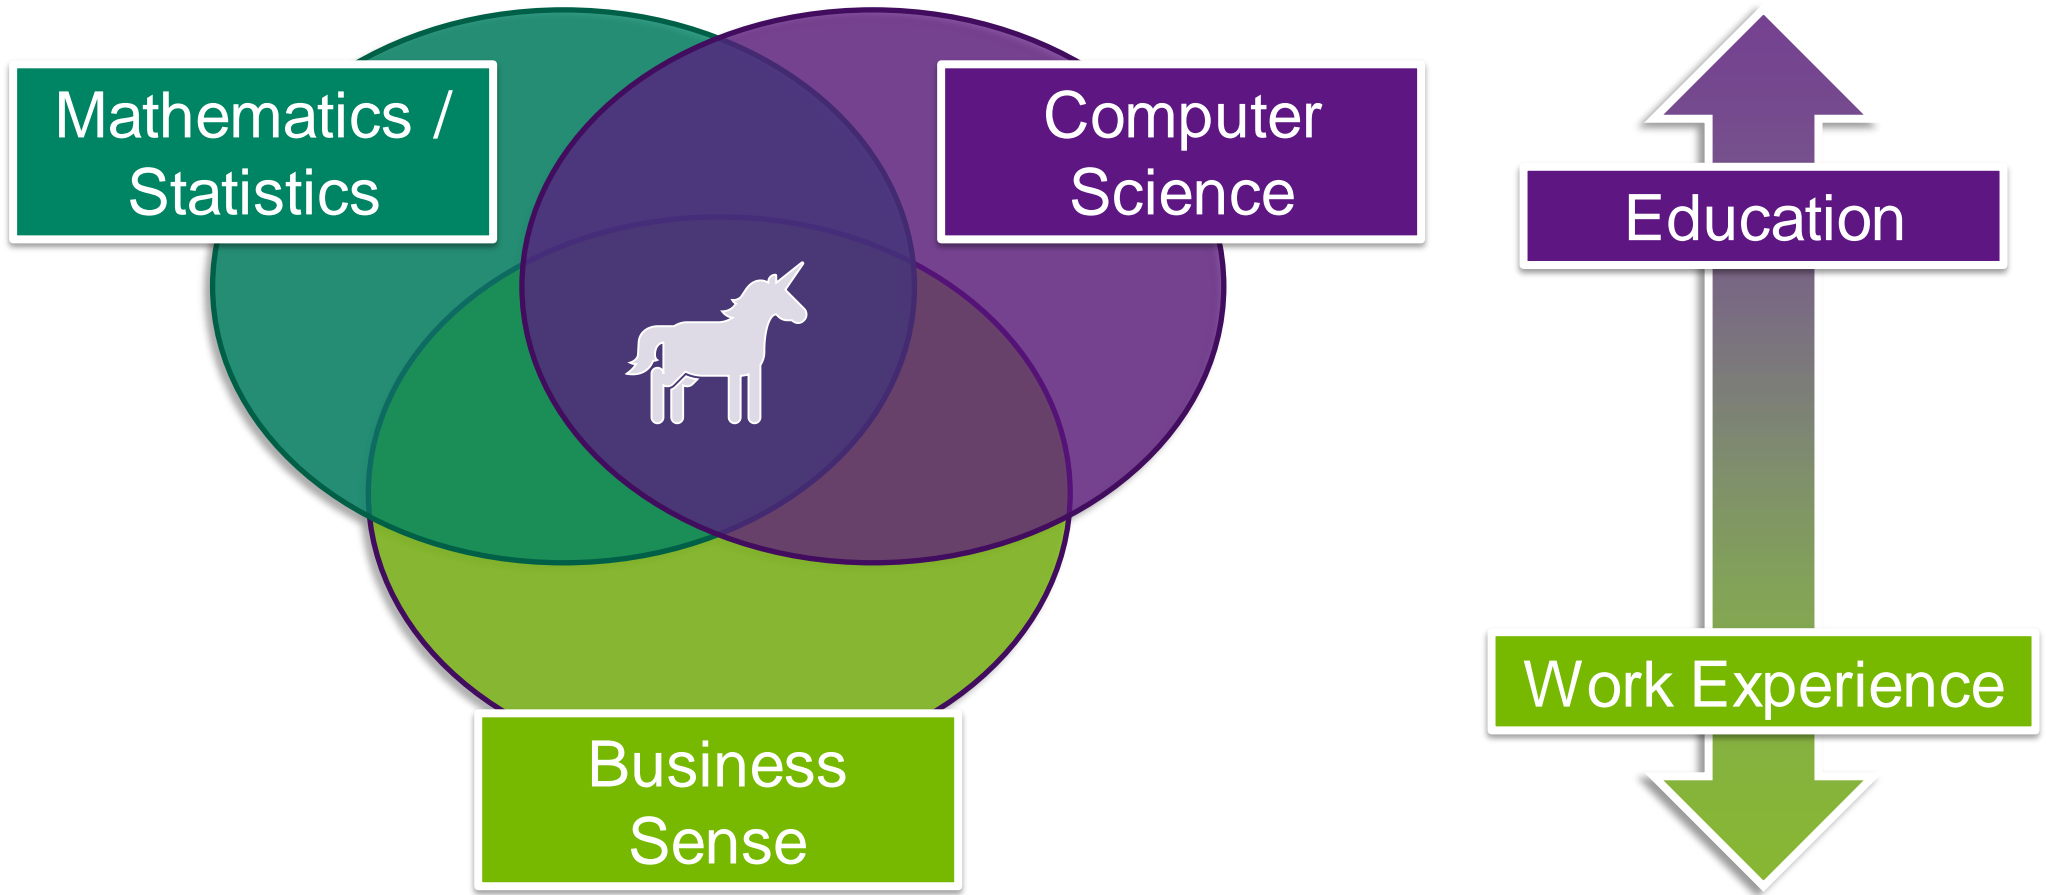 Mathematics /
Statistics
Computer
Science
Education
Work Experience
Business
Sense